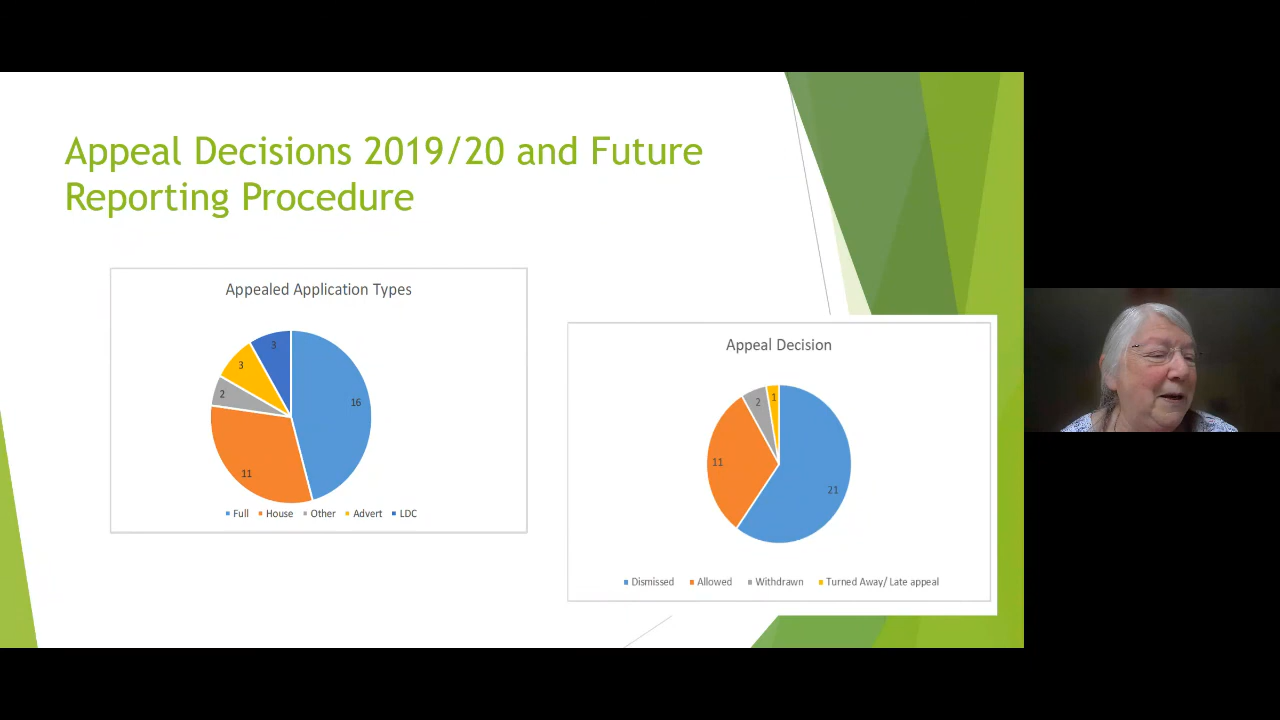 Appeal Decisions 2019/20 and Future
Reporting Procedure
Appealed Application Types
3
3
2
16
11
Full House Other Advert LDC
Appeal Decision
2
1
11
21
Dismissed Allowed Withdrawn Turned Away/ Late appeal